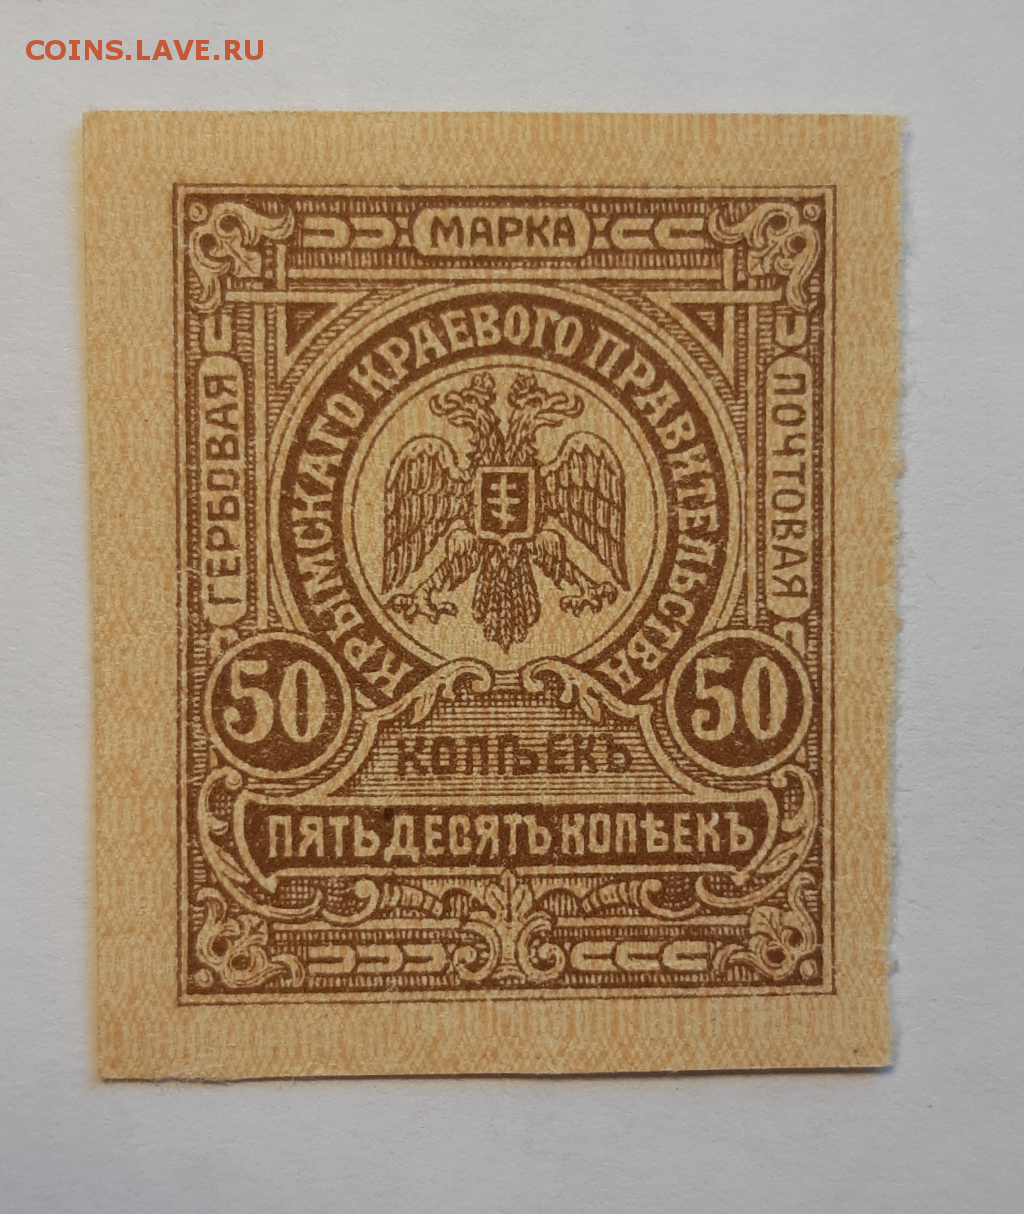 COINS.LAVE.RU
МАРКА
КРЫМСКАГО КРАЕВОГО ПРАВИТЕЛЬСТВА
ГЕРБОВАЯ
ПОЧТОВАЯ
50 50
КОПѢЕКЪ
ПЯТЬДЕСЯТЪ КОПѢЕКЪ